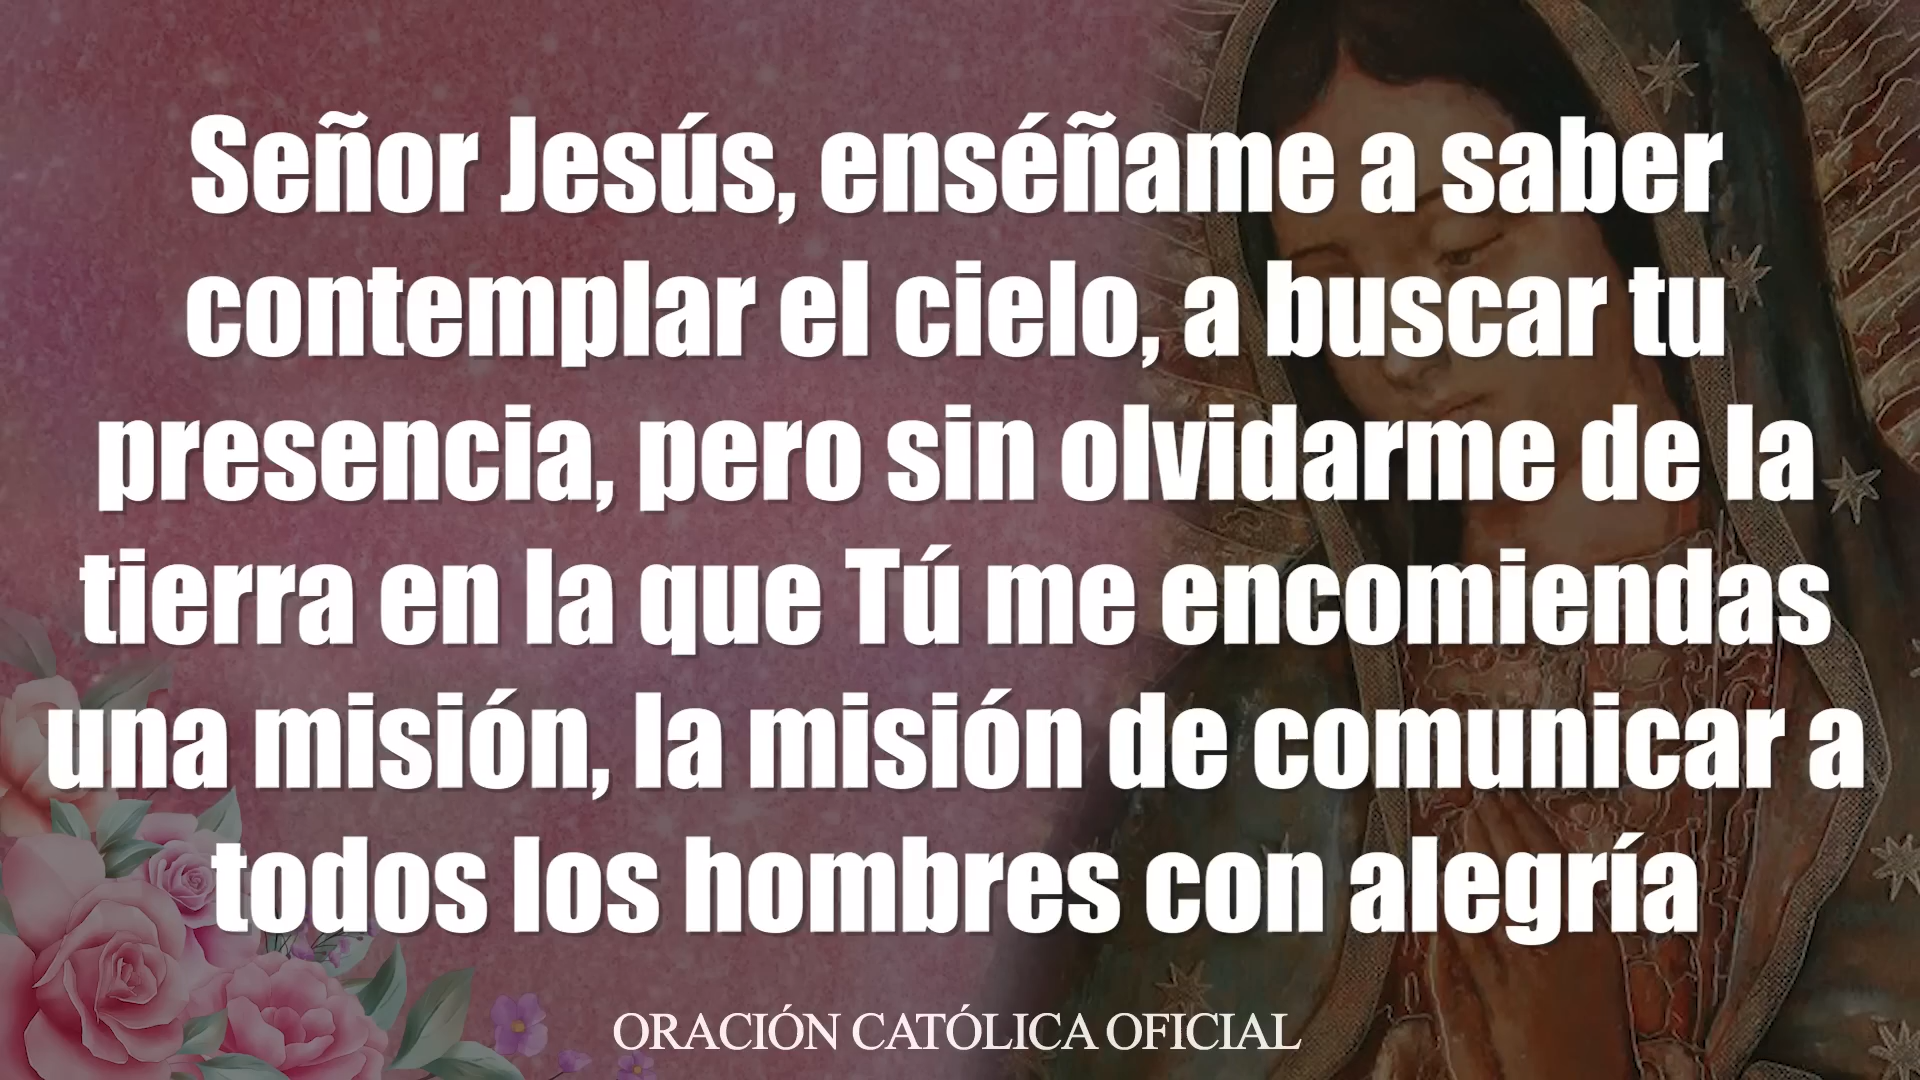 Señor Jesús, enséñame a saber
contemplar el cielo, a buscar tu
presencia, pero sin olvidarme de la
tierra en la que Tú me encomiendas
una misión, la misión de comunicar a
todos los hombres con alegría
ORACIÓN CATÓLICA OFICIAL